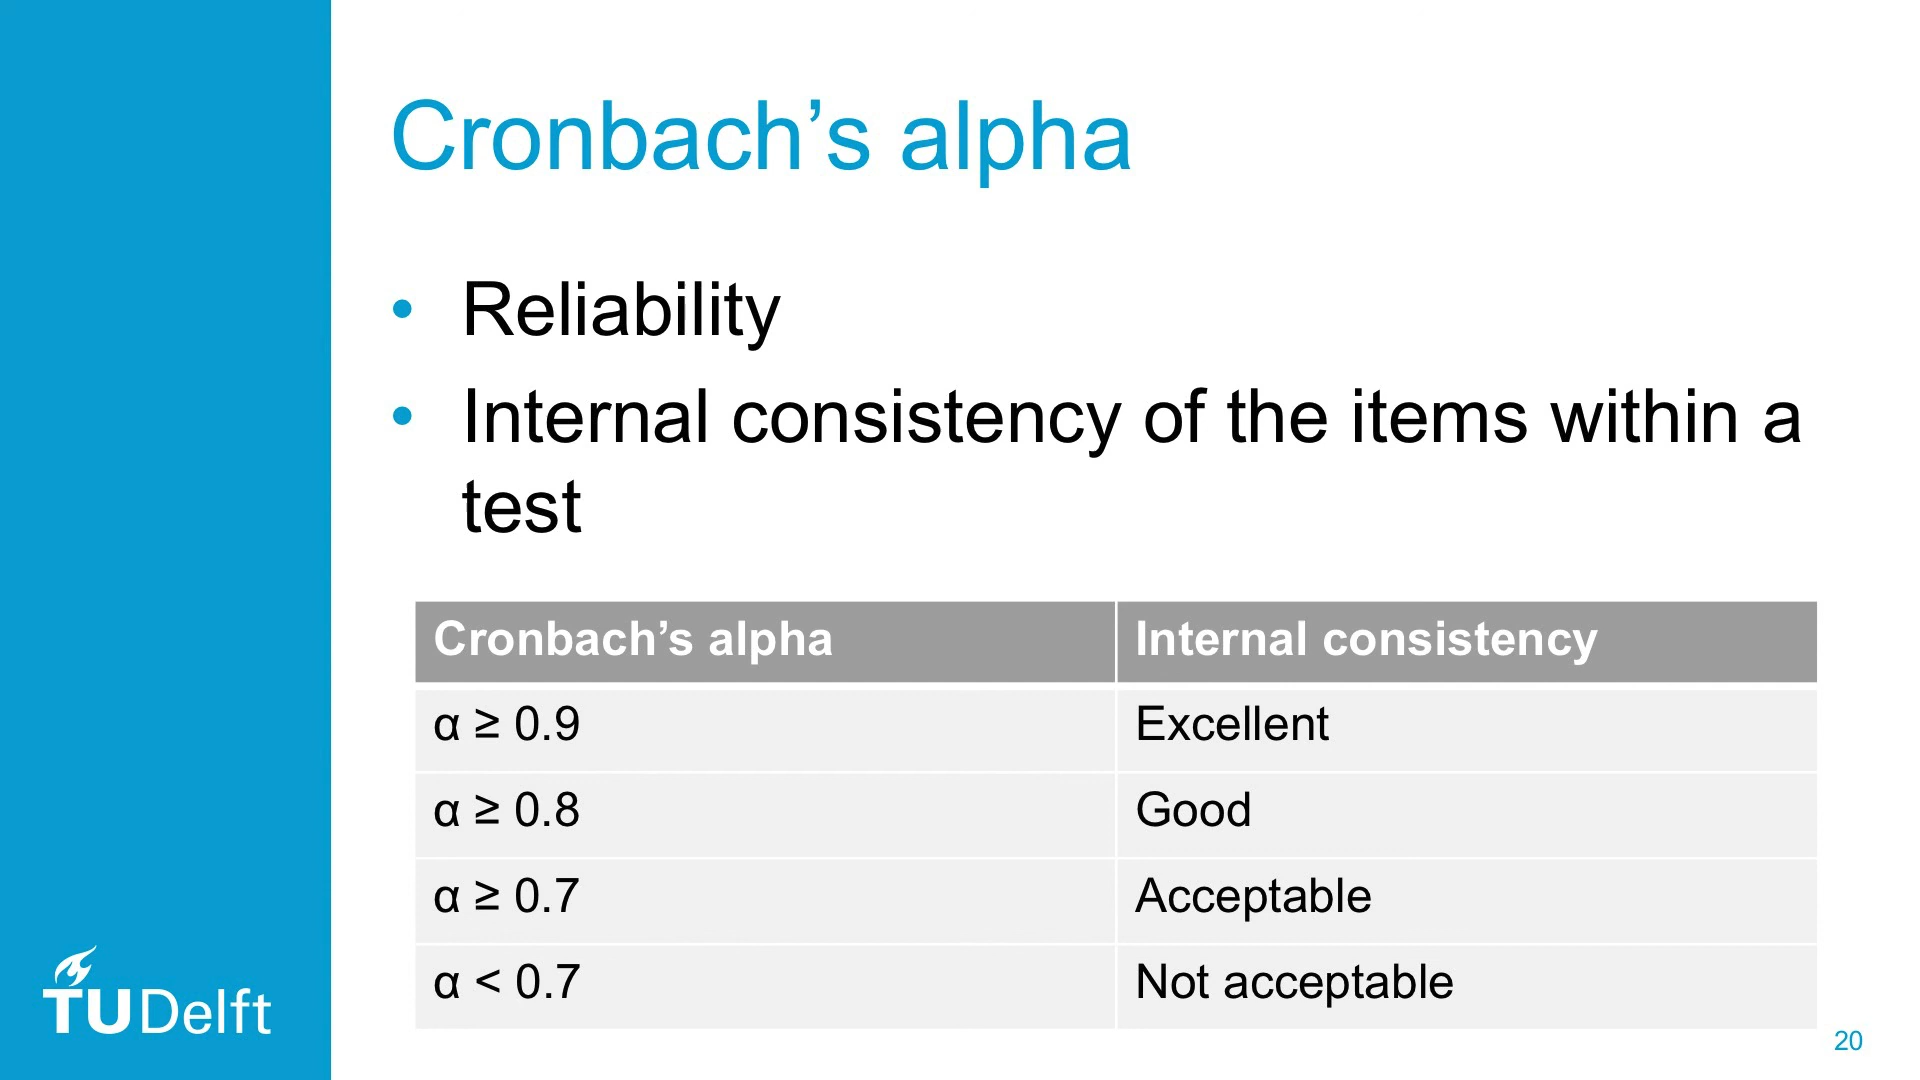 Cronbach’s alpha
• Reliability
• Internal consistency of the items within a
test
Cronbach’s alpha Internal consistency
α ≥ 0.9 Excellent
α ≥ 0.8 Good
α ≥ 0.7 Acceptable
α < 0.7 Not acceptable
TUDelft
20